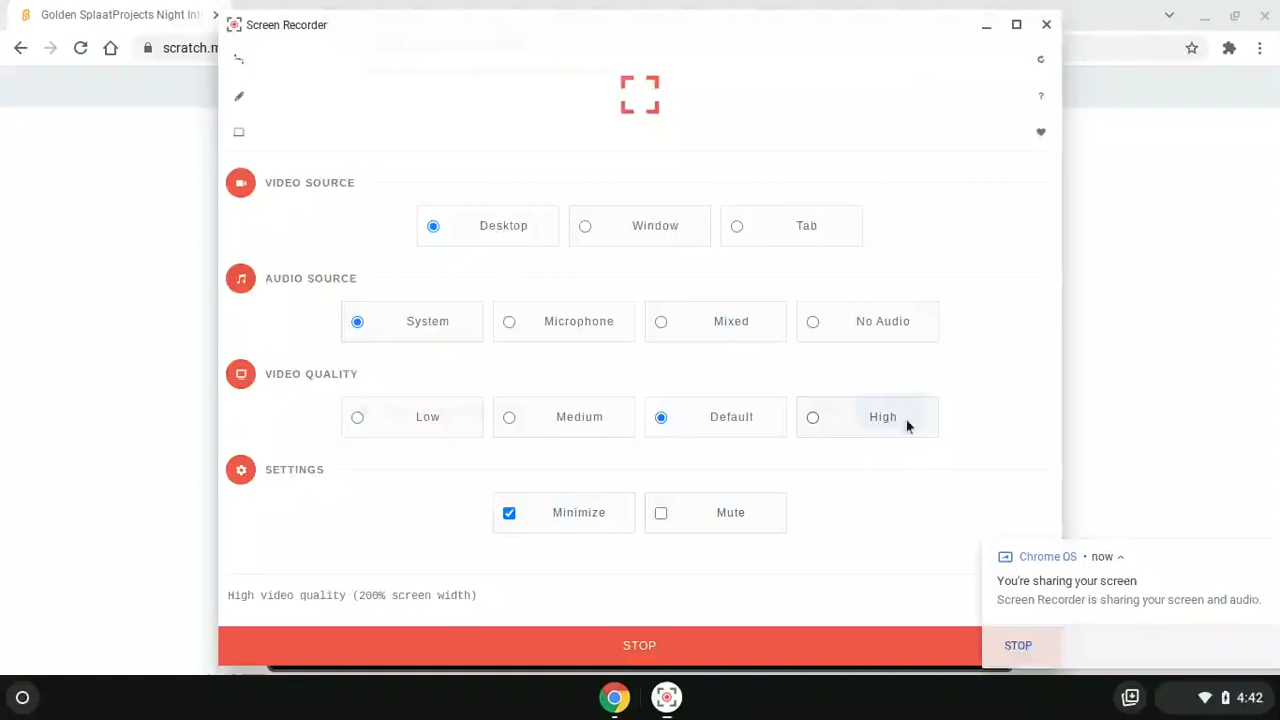 Golden SplaatProjects Night Int
Screen Recorder
scratch.m
?
VIDEO SOURCE
Desktop Window Tab
AUDIO SOURCE
System Microphone Mixed No Audio
VIDEO QUALITY
Low Medium Default High
SETTINGS
Minimize Mute
Chrome OS • now
You're sharing your screen
Screen Recorder is sharing your screen and audio.
High video quality (200% screen width)
STOP
STOP
4:42